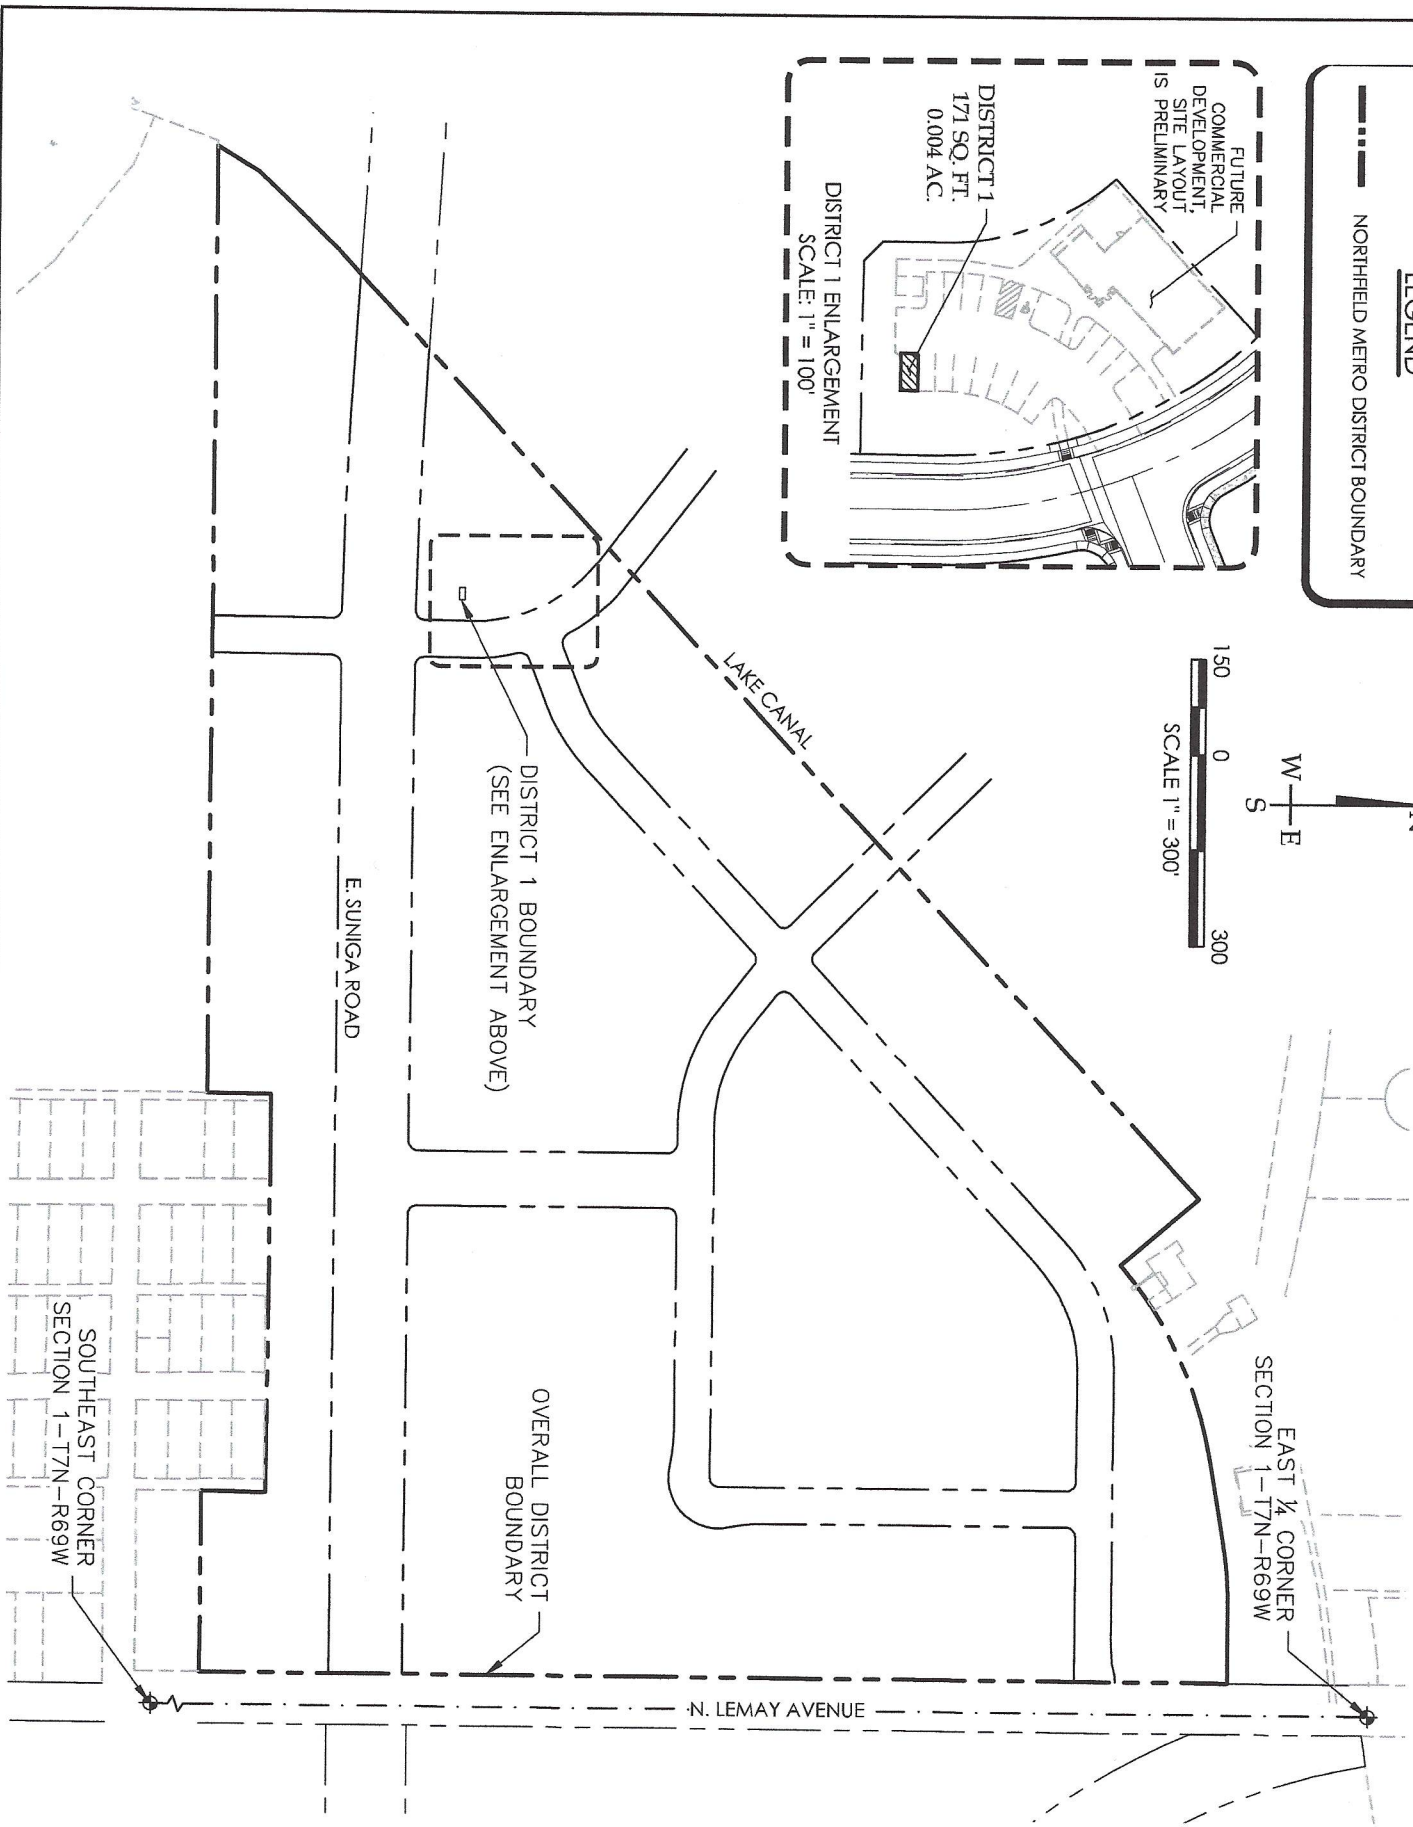 LEGEND
NORTHFIELD METRO DISTRICT BOUNDARY
FUTURE
COMMERCIAL
DEVELOPMENT,
SITE LAYOUT
IS PRELIMINARY
DISTRICT 1
171 SQ. FT.
0.004 AC.
DISTRICT 1 ENLARGEMENT
SCALE: 1" = 100'
N
W E
S
150 0 300
SCALE 1" = 300'
LAKE CANAL
DISTRICT 1 BOUNDARY
(SEE ENLARGEMENT ABOVE)
E. SUNIGA ROAD
EAST ¼ CORNER
SECTION 1-T7N-R69W
OVERALL DISTRICT
BOUNDARY
SOUTHEAST CORNER
SECTION 1-T7N-R69W
N. LEMAY AVENUE